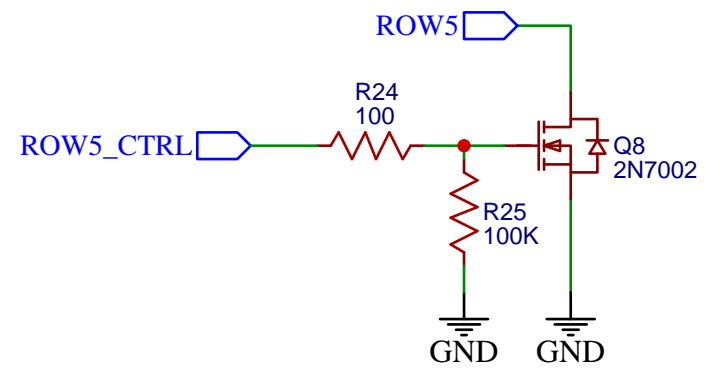 ROW5
R24
100
ROW5_CTRL
Q8
2N7002
R25
100K
GND
GND